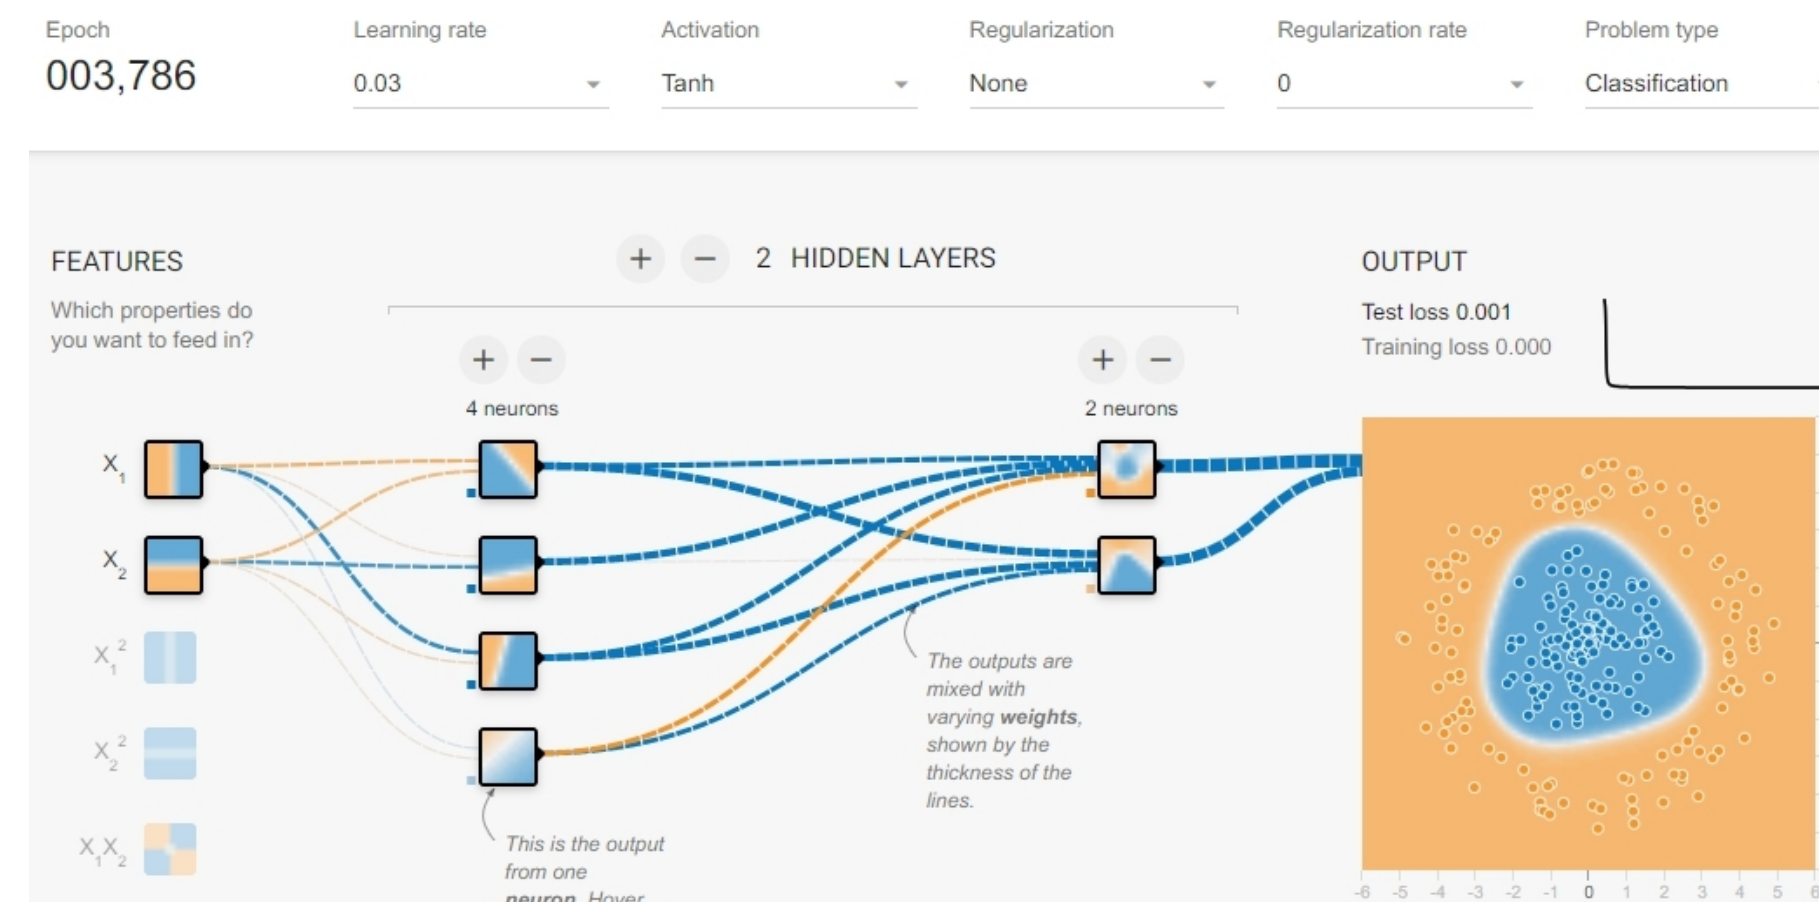 Epoch
003,786
Learning rate
0.03
Activation
Tanh
Regularization
None
Regularization rate
0
Problem type
Classification
FEATURES
Which properties do
you want to feed in?
+ − 2 HIDDEN LAYERS
+ −
4 neurons
+ −
2 neurons
OUTPUT
Test loss 0.001
Training loss 0.000
X₁
X₂
X₁²
X₂²
X₁X₂
The outputs are
mixed with
varying weights,
shown by the
thickness of the
lines.
This is the output
from one
neuron. Hover
-6 -5 -4 -3 -2 -1 0 1 2 3 4 5 6